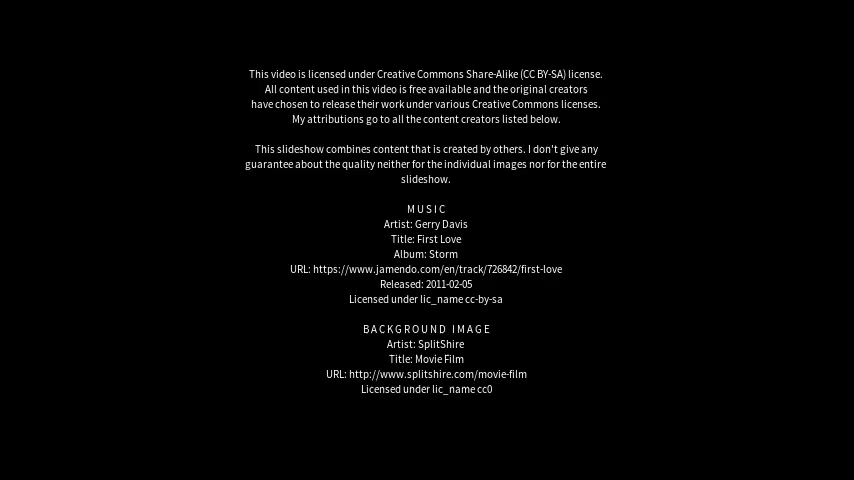 This video is licensed under Creative Commons Share-Alike (CC BY-SA) license.
All content used in this video is free available and the original creators
have chosen to release their work under various Creative Commons licenses.
My attributions go to all the content creators listed below.
This slideshow combines content that is created by others. I don't give any
guarantee about the quality neither for the individual images nor for the entire
slideshow.
MUSIC
Artist: Gerry Davis
Title: First Love
Album: Storm
URL: https://www.jamendo.com/en/track/726842/first-love
Released: 2011-02-05
Licensed under lic_name cc-by-sa
BACKGROUND IMAGE
Artist: SplitShire
Title: Movie Film
URL: http://www.splitshire.com/movie-film
Licensed under lic_name cc0